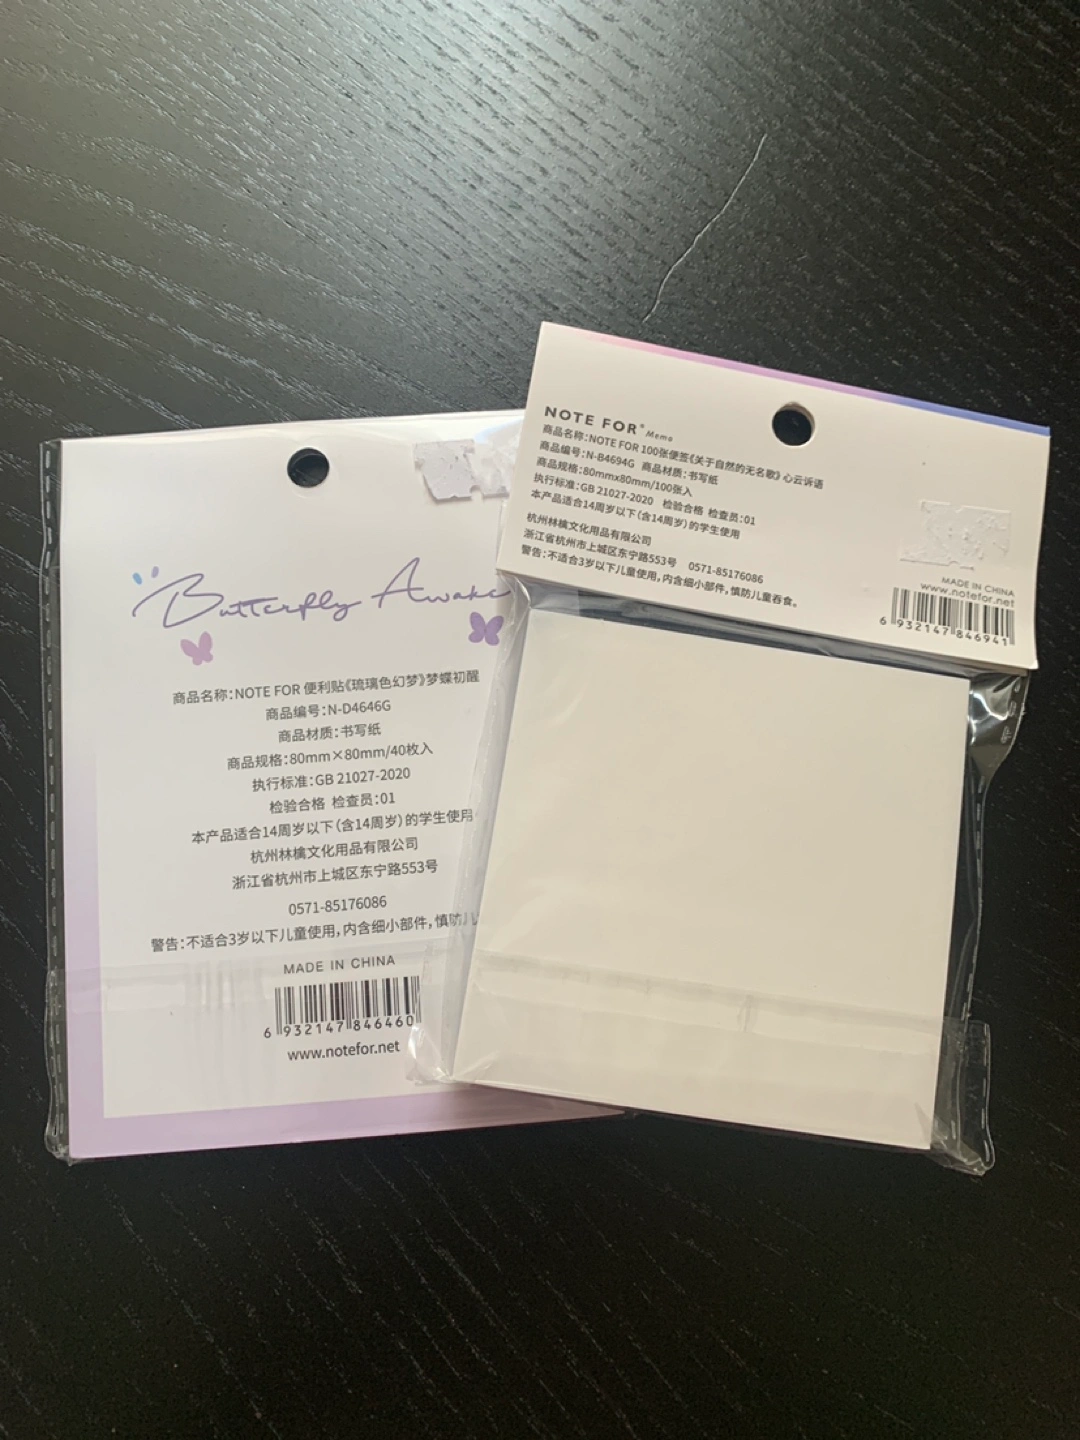 Butterfly Awake
商品名称：NOTE FOR 便利贴《琉璃色幻梦》梦蝶初醒
商品编号：N-D4646G
商品材质：书写纸
商品规格：80mm×80mm/40枚入
执行标准：GB 21027-2020
检验合格 检查员：01
本产品适合14周岁以下（含14周岁）的学生使用
杭州林檎文化用品有限公司
浙江省杭州市上城区东宁路553号
0571-85176086
警告：不适合3岁以下儿童使用，内含细小部件，慎防
MADE IN CHINA
6 932147 846460
www.notefor.net
NOTE FOR® Memo
商品名称：NOTE FOR 100张便签《关于自然的无名歌》心云诉语
商品编号：N-B4694G 商品材质：书写纸
商品规格：80mmx80mm/100张入
执行标准：GB 21027-2020 检验合格 检查员：01
本产品适合14周岁以下（含14周岁）的学生使用
杭州林檎文化用品有限公司
浙江省杭州市上城区东宁路553号 0571-85176086
警告：不适合3岁以下儿童使用，内含细小部件，慎防儿童吞食。
MADE IN CHINA
www.notefor.net
6 932147 846941